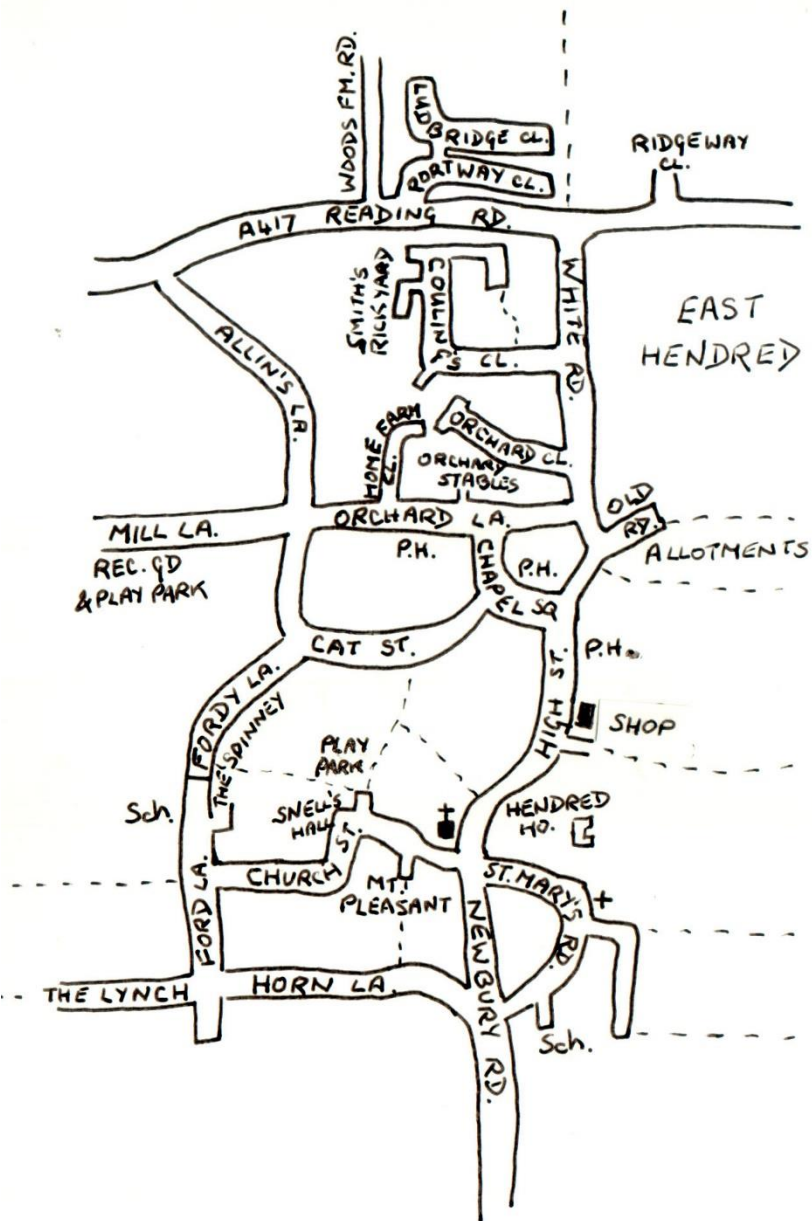 WOODS FM. RD.
LUDBRIDGE CL.
PORTWAY CL.
RIDGEWAY
CL.
A417 READING RD.
SMITH'S
RICKYARD
COULING'S CL.
WHITE RD.
EAST
HENDRED
ALLIN'S LA.
HOME FARM
CL.
ORCHARD CL.
ORCHARD
STABLES
OLD
RD.
MILL LA.
ORCHARD LA.
ALLOTMENTS
REC. GD
& PLAY PARK
P.H.
CHAPEL SQ
P.H.
CAT ST.
P.H.
FORDY LA.
THE SPINNEY
HIGH ST.
SHOP
PLAY
PARK
Sch.
SNELL'S
HALL
HENDRED
HO.
CHURCH ST.
MT.
PLEASANT
ST. MARY'S RD.
FORD LA.
NEWBURY RD.
THE LYNCH
HORN LA.
Sch.